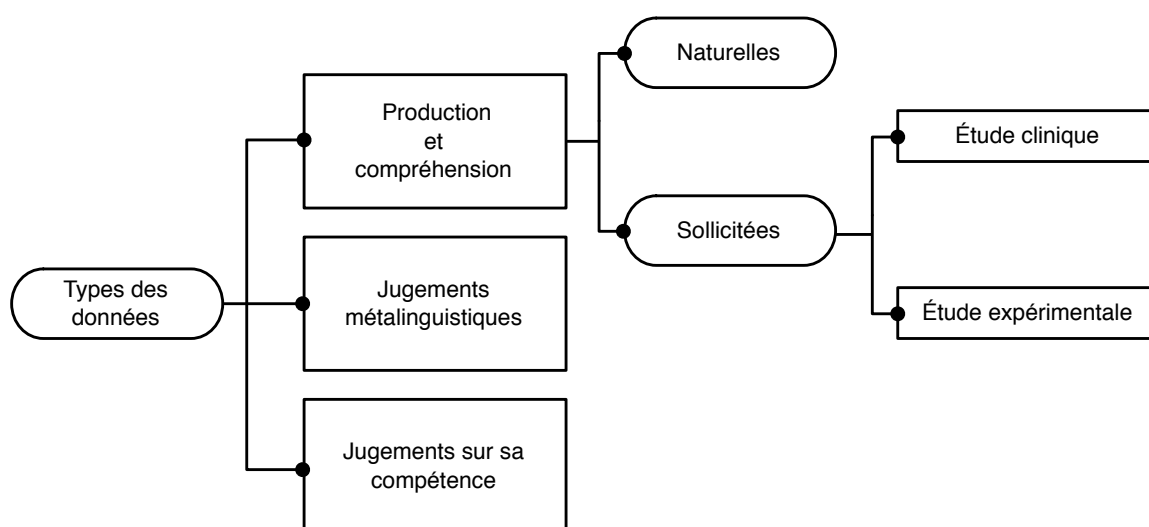 Naturelles
Production
et
compréhension
Étude clinique
Sollicitées
Types des
données
Jugements
métalinguistiques
Étude expérimentale
Jugements sur sa
compétence